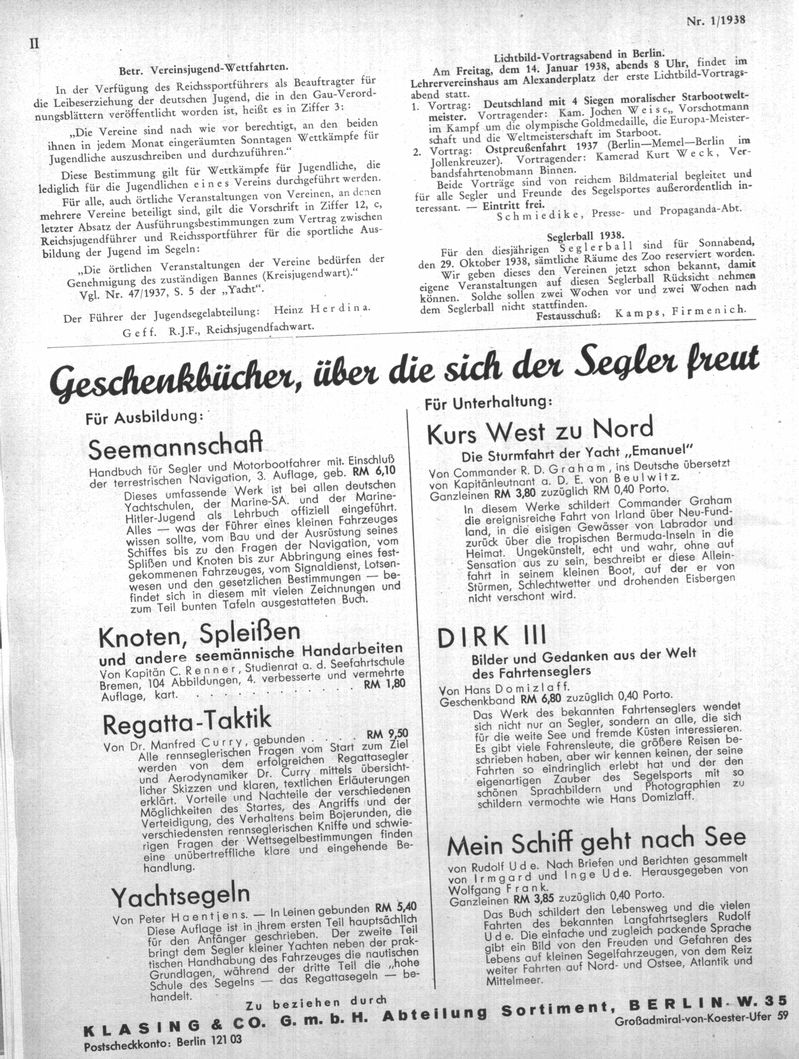 Nr. 1/1938
II
Betr. Vereinsjugend-Wettfahrten.
In der Verfügung des Reichssportführers als Beauftragter für
die Leibeserziehung der deutschen Jugend, die in den Gau-Verord-
nungsblättern veröffentlicht worden ist, heißt es in Ziffer 3:
„Die Vereine sind nach wie vor berechtigt, an den beiden
ihnen in jedem Monat eingeräumten Sonntagen Wettkämpfe für
Jugendliche auszuschreiben und durchzuführen.“
Diese Bestimmung gilt für Wettkämpfe für Jugendliche, die
lediglich für die Jugendlichen eines Vereins durchgeführt werden.
Für alle, auch örtliche Veranstaltungen von Vereinen, an denen
mehrere Vereine beteiligt sind, gilt die Vorschrift in Ziffer 12, c,
letzter Absatz der Ausführungsbestimmungen zum Vertrag zwischen
Reichsjugendführer und Reichssportführer für die sportliche Aus-
bildung der Jugend im Segeln:
„Die örtlichen Veranstaltungen der Vereine bedürfen der
Genehmigung des zuständigen Bannes (Kreisjugendwart).“
Vgl. Nr. 47/1937, S. 5 der „Yacht“.
Der Führer der Jugendsegelabteilung: Heinz Herdina.
Geff. R.J.F., Reichsjugendfachwart.
Lichtbild-Vortragsabend in Berlin.
Am Freitag, dem 14. Januar 1938, abends 8 Uhr, findet im
Lehrervereinshaus am Alexanderplatz der erste Lichtbild-Vortrags-
abend statt.
1. Vortrag: Deutschland mit 4 Siegen moralischer Starbootwelt-
meister. Vortragender: Kam. Jochen Weise,, Vorschotmann
im Kampf um die olympische Goldmedaille, die Europa-Meister-
schaft und die Weltmeisterschaft im Starboot.
2. Vortrag: Ostpreußenfahrt 1937 (Berlin—Memel—Berlin im
Jollenkreuzer). Vortragender: Kamerad Kurt Weck, Ver-
bandsfahrtenobmann Binnen.
Beide Vorträge sind von reichem Bildmaterial begleitet und
für alle Segler und Freunde des Segelsportes außerordentlich in-
teressant. — Eintritt frei.
Schmiedike, Presse- und Propaganda-Abt.
Seglerball 1938.
Für den diesjährigen Seglerball sind für Sonnabend,
den 29. Oktober 1938, sämtliche Räume des Zoo reserviert worden.
Wir geben dieses den Vereinen jetzt schon bekannt, damit
eigene Veranstaltungen auf diesen Seglerball Rücksicht nehmen
können. Solche sollen zwei Wochen vor und zwei Wochen nach
dem Seglerball nicht stattfinden.
Festausschuß: Kamps, Firmenich.
Geschenkbücher, über die sich der Segler freut
Für Ausbildung:
Seemannschaft
Handbuch für Segler und Motorbootfahrer mit Einschluß
der terrestrischen Navigation, 3. Auflage, geb. RM 6,10
Dieses umfassende Werk ist bei allen deutschen
Yachtschulen, der Marine-SA. und der Marine-
Hitler-Jugend als Lehrbuch offiziell eingeführt.
Alles — was der Führer eines kleinen Fahrzeuges
wissen sollte, vom Bau und der Ausrüstung seines
Schiffes bis zu den Fragen der Navigation, vom
Splißen und Knoten bis zur Abbringung eines fest-
gekommenen Fahrzeuges, vom Signaldienst, Lotsen-
wesen und den gesetzlichen Bestimmungen — be-
findet sich in diesem mit vielen Zeichnungen und
zum Teil bunten Tafeln ausgestatteten Buch.
Knoten, Spleißen
und andere seemännische Handarbeiten
Von Kapitän C. Renner, Studienrat a. d. Seefahrtschule
Bremen, 104 Abbildungen, 4. verbesserte und vermehrte
Auflage, kart. . . . . . . . . . . . . RM 1,80
Regatta-Taktik
Von Dr. Manfred Curry, gebunden . . . . . RM 9,50
Alle rennseglerischen Fragen vom Start zum Ziel
werden von dem erfolgreichen Regattasegler
und Aerodynamiker Dr. Curry mittels übersicht-
licher Skizzen und klaren, textlichen Erläuterungen
erklärt. Vorteile und Nachteile der verschiedenen
Möglichkeiten des Startes, des Angriffs und der
Verteidigung, des Verhaltens beim Bojerunden, die
verschiedensten rennseglerischen Kniffe und schwie-
rigen Fragen der Wettsegelbestimmungen finden
eine unübertreffliche klare und eingehende Be-
handlung.
Yachtsegeln
Von Peter Haentjens. — In Leinen gebunden RM 5,40
Diese Auflage ist in ihrem ersten Teil hauptsächlich
für den Anfänger geschrieben. Der zweite Teil
bringt dem Segler kleiner Yachten neben der prak-
tischen Handhabung des Fahrzeuges die nautischen
Grundlagen, während der dritte Teil die „hohe
Schule des Segelns — das Regattasegeln — be-
handelt.
Für Unterhaltung:
Kurs West zu Nord
Die Sturmfahrt der Yacht „Emanuel“
Von Commander R. D. Graham, ins Deutsche übersetzt
von Kapitänleutnant a. D. E. von Beulwitz.
Ganzleinen RM 3,80 zuzüglich RM 0,40 Porto.
In diesem Werke schildert Commander Graham
die ereignisreiche Fahrt von Irland über Neu-Fund-
land, in die eisigen Gewässer von Labrador und
zurück über die tropischen Bermuda-Inseln in die
Heimat. Ungekünstelt, echt und wahr, ohne auf
Sensation aus zu sein, beschreibt er diese Allein-
fahrt in seinem kleinen Boot, auf der er von
Stürmen, Schlechtwetter und drohenden Eisbergen
nicht verschont wird.
DIRK III
Bilder und Gedanken aus der Welt
des Fahrtenseglers
Von Hans Domizlaff.
Geschenkband RM 6,80 zuzüglich 0,40 Porto.
Das Werk des bekannten Fahrtenseglers wendet
sich nicht nur an Segler, sondern an alle, die sich
für die weite See und fremde Küsten interessieren.
Es gibt viele Fahrensleute, die größere Reisen be-
schrieben haben, aber wir kennen keinen, der seine
Fahrten so eindringlich erlebt hat und der den
eigenartigen Zauber des Segelsports mit so
schönen Sprachbildern und Photographien zu
schildern vermochte wie Hans Domizlaff.
Mein Schiff geht nach See
von Rudolf Ude. Nach Briefen und Berichten gesammelt
von Irmgard und Inge Ude. Herausgegeben von
Wolfgang Frank.
Ganzleinen RM 3,85 zuzüglich 0,40 Porto.
Das Buch schildert den Lebensweg und die vielen
Fahrten des bekannten Langfahrtseglers Rudolf
Ude. Die einfache und zugleich packende Sprache
gibt ein Bild von den Freuden und Gefahren des
Lebens auf kleinen Segelfahrzeugen, von dem Reiz
weiter Fahrten auf Nord- und Ostsee, Atlantik und
Mittelmeer.
Zu beziehen durch
KLASING & CO. G. m. b. H. Abteilung Sortiment, BERLIN W. 35
Postscheckkonto: Berlin 121 03
Großadmiral-von-Koester-Ufer 59